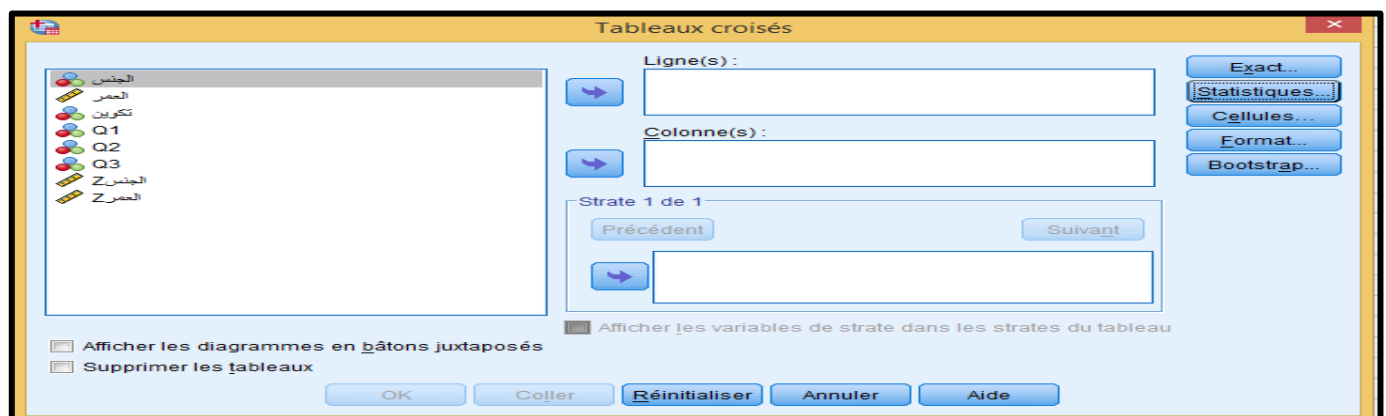 Tableaux croisés
الجنس
العمر
تكوين
Q1
Q2
Q3
Zالجنس
Zالعمر
Ligne(s) :
Colonne(s) :
Strate 1 de 1
Précédent
Suivant
Afficher les variables de strate dans les strates du tableau
Exact...
Statistiques...
Cellules...
Format...
Bootstrap...
Afficher les diagrammes en bâtons juxtaposés
Supprimer les tableaux
OK
Coller
Réinitialiser
Annuler
Aide